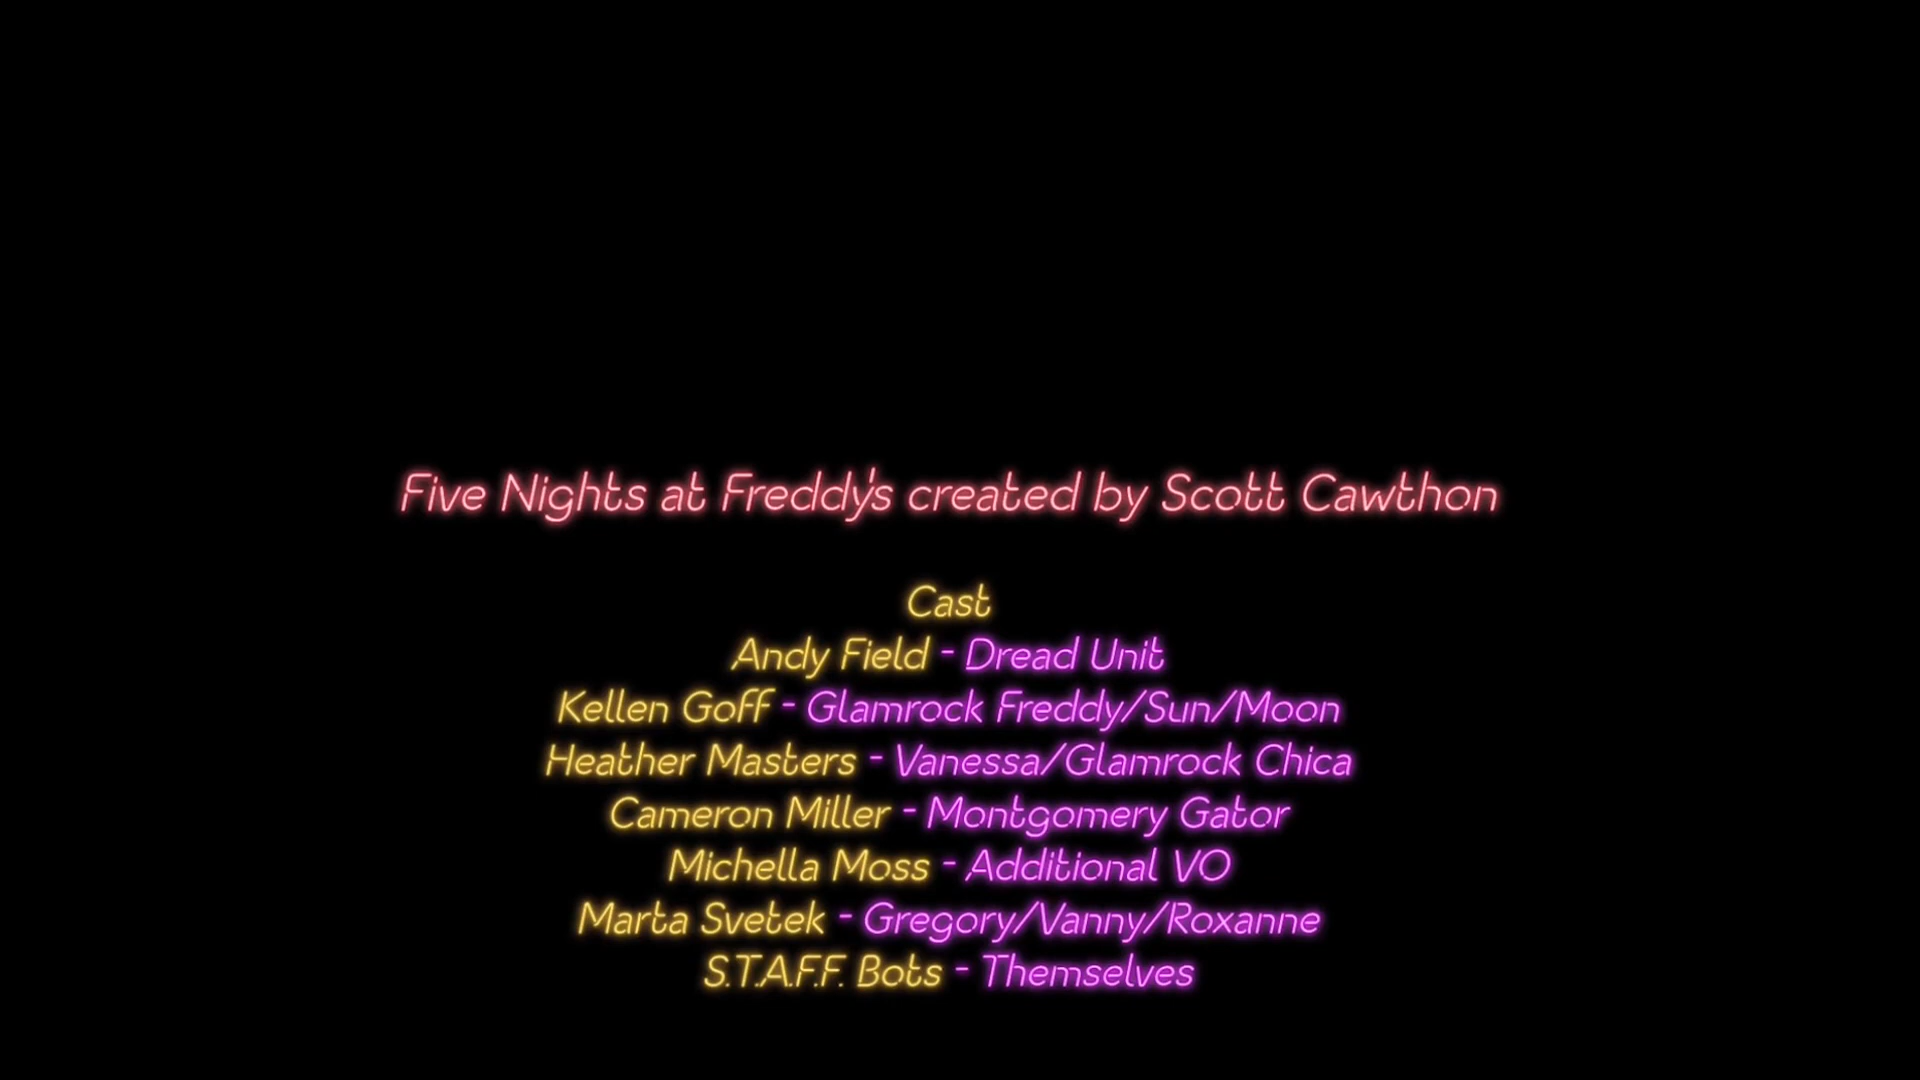 Five Nights at Freddy's created by Scott Cawthon
Cast
Andy Field - Dread Unit
Kellen Goff - Glamrock Freddy/Sun/Moon
Heather Masters - Vanessa/Glamrock Chica
Cameron Miller - Montgomery Gator
Michella Moss - Additional VO
Marta Svetek - Gregory/Vanny/Roxanne
S.T.A.F.F. Bots - Themselves